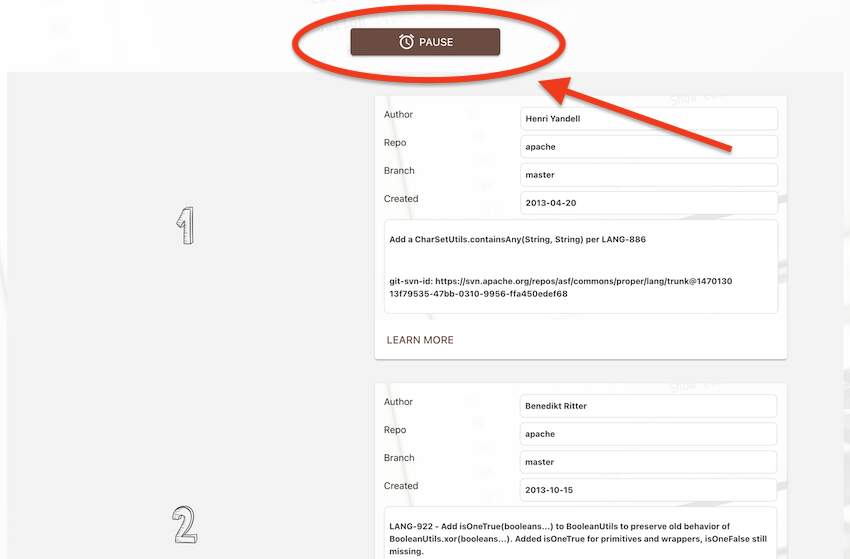 PAUSE
Author Henri Yandell
Repo apache
Branch master
Created 2013-04-20
1
Add a CharSetUtils.containsAny(String, String) per LANG-886
git-svn-id: https://svn.apache.org/repos/asf/commons/proper/lang/trunk@1470130
13f79535-47bb-0310-9956-ffa450edef68
LEARN MORE
Author Benedikt Ritter
Repo apache
Branch master
Created 2013-10-15
2
LANG-922 - Add isOneTrue(booleans...) to BooleanUtils to preserve old behavior of
BooleanUtils.xor(booleans...). Added isOneTrue for primitives and wrappers, isOneFalse still
missing.